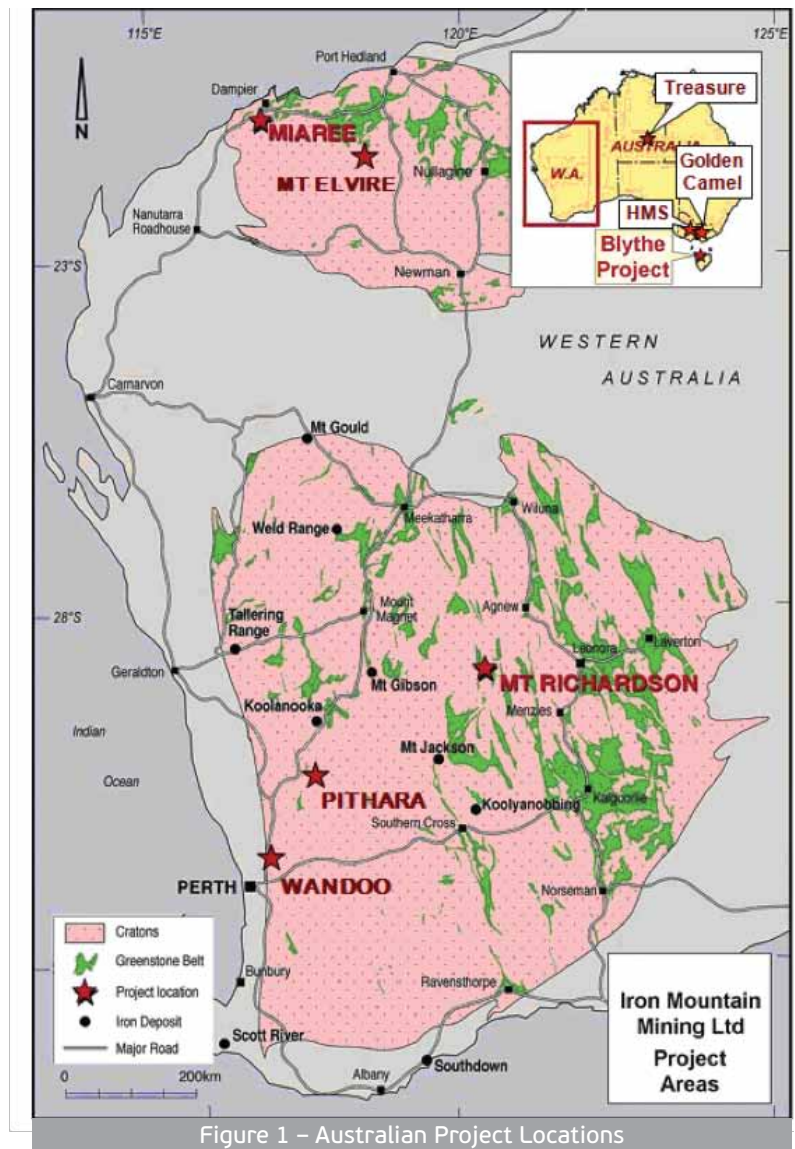 115°E
120°E
125°E
Port Hedland
Dampier
N
MIAREE
MT ELVIRE
Nullagine
Nanutarra
Roadhouse
23°S
Newman
Treasure
AUSTRALIA
W.A.
Golden
Camel
HMS
Blythe
Project
WESTERN
AUSTRALIA
Carnarvon
Mt Gould
Meekatharra
Wiluna
Weld Range
28°S
Tallering
Range
Mount
Magnet
Agnew
Leonora
Laverton
Geraldton
Mt Gibson
MT RICHARDSON
Koolanooka
Menzies
Indian
Ocean
Mt Jackson
PITHARA
Koolyanobbing
Kalgoorlie
Southern Cross
PERTH
WANDOO
Norseman
Cratons
Greenstone Belt
Project location
Iron Deposit
Major Road
0
200km
Bunbury
Ravensthorpe
Scott River
Southdown
Albany
Iron Mountain
Mining Ltd
Project
Areas
Figure 1 – Australian Project Locations